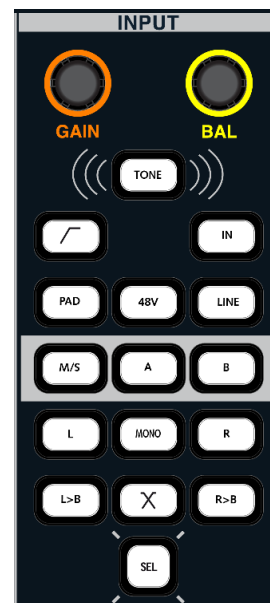 INPUT
GAIN BAL
TONE
IN
PAD 48V LINE
M/S A B
L MONO R
L>B R>B
SEL